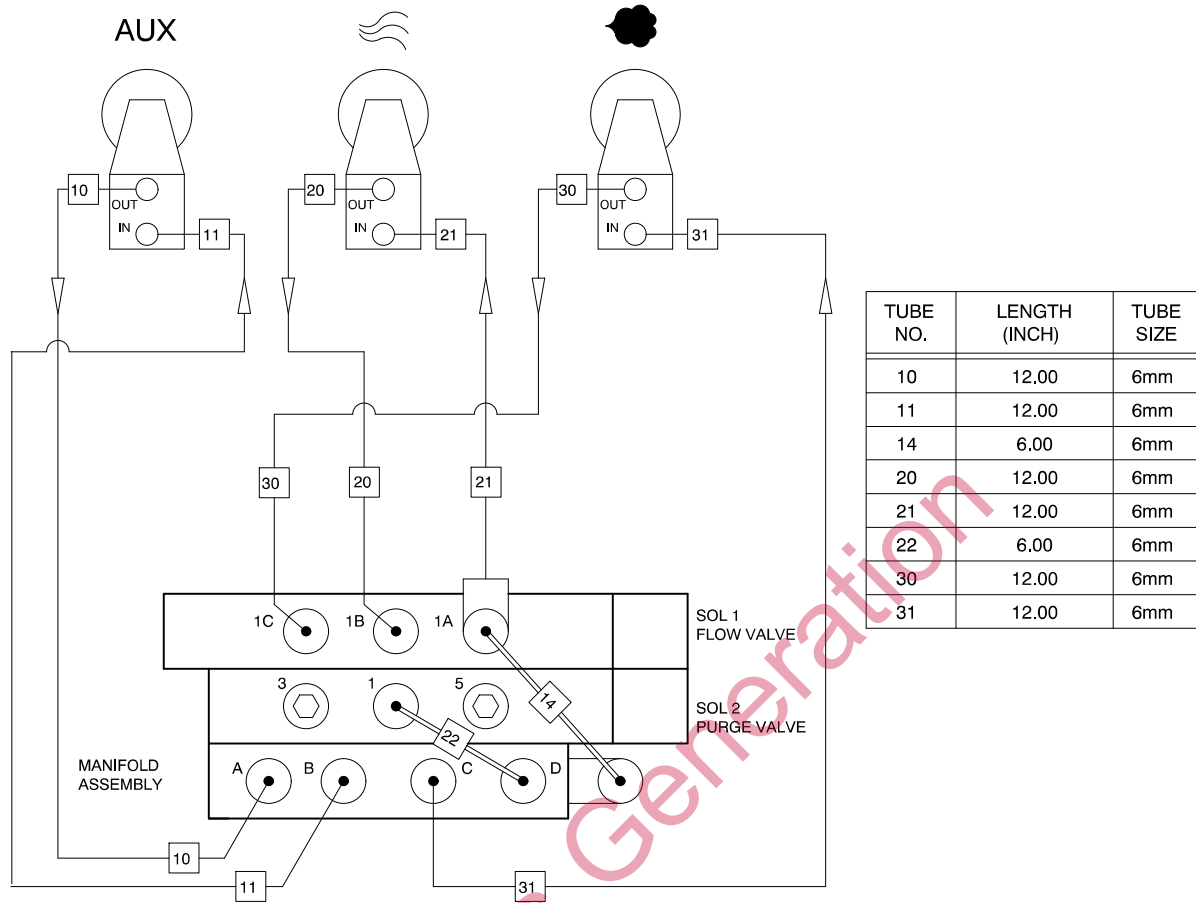 AUX
10
OUT
IN
11
20
OUT
IN
21
30
OUT
IN
31
TUBE NO. LENGTH (INCH) TUBE SIZE
10 12.00 6mm
11 12.00 6mm
14 6.00 6mm
20 12.00 6mm
21 12.00 6mm
22 6.00 6mm
30 12.00 6mm
31 12.00 6mm
30
20
21
1C
1B
1A
SOL 1
FLOW VALVE
3
1
5
14
SOL 2
PURGE VALVE
22
MANIFOLD
ASSEMBLY
A
B
C
D
10
11
31
Generation